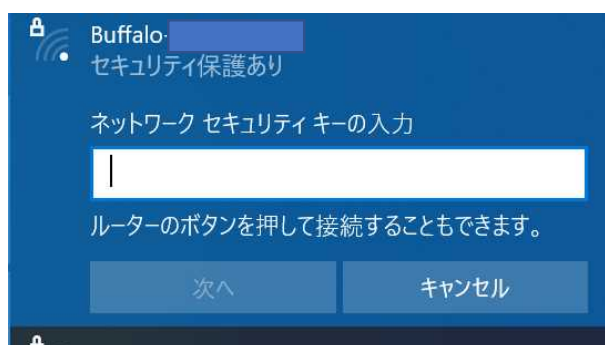 Buffalo-
セキュリティ保護あり
ネットワーク セキュリティ キーの入力
ルーターのボタンを押して接続することもできます。
次へ
キャンセル